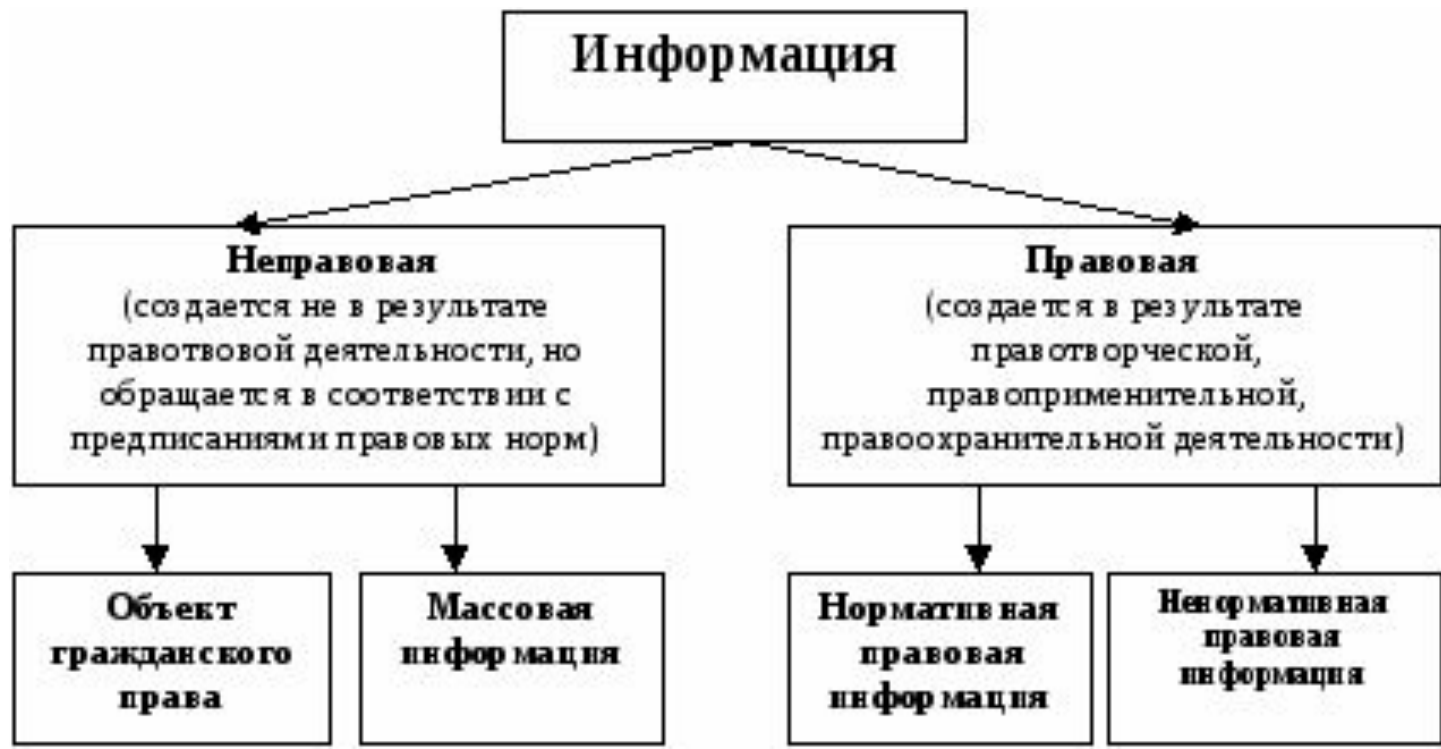 Информация
Неправовая
(создается не в результате
правотвовой деятельности, но
обращается в соответствии с
предписаниями правовых норм)
Правовая
(создается в результате
правотворческой,
правоприменительной,
правоохранительной деятельности)
Объект
гражданского
права
Массовая
информация
Нормативная
правовая
информация
Ненормативная
правовая
информация